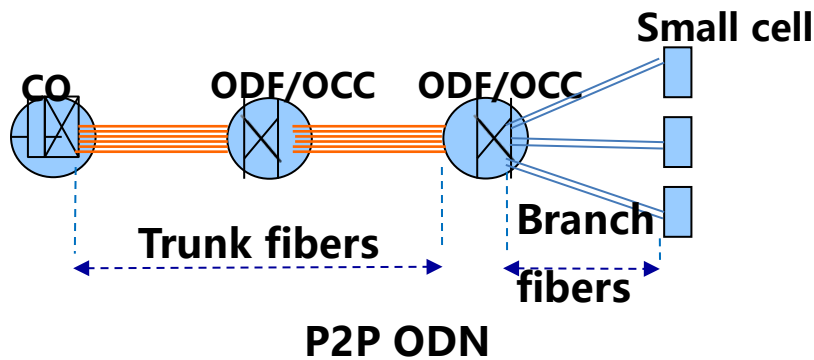 Small cell
CO
ODF/OCC
ODF/OCC
Trunk fibers
Branch
fibers
P2P ODN